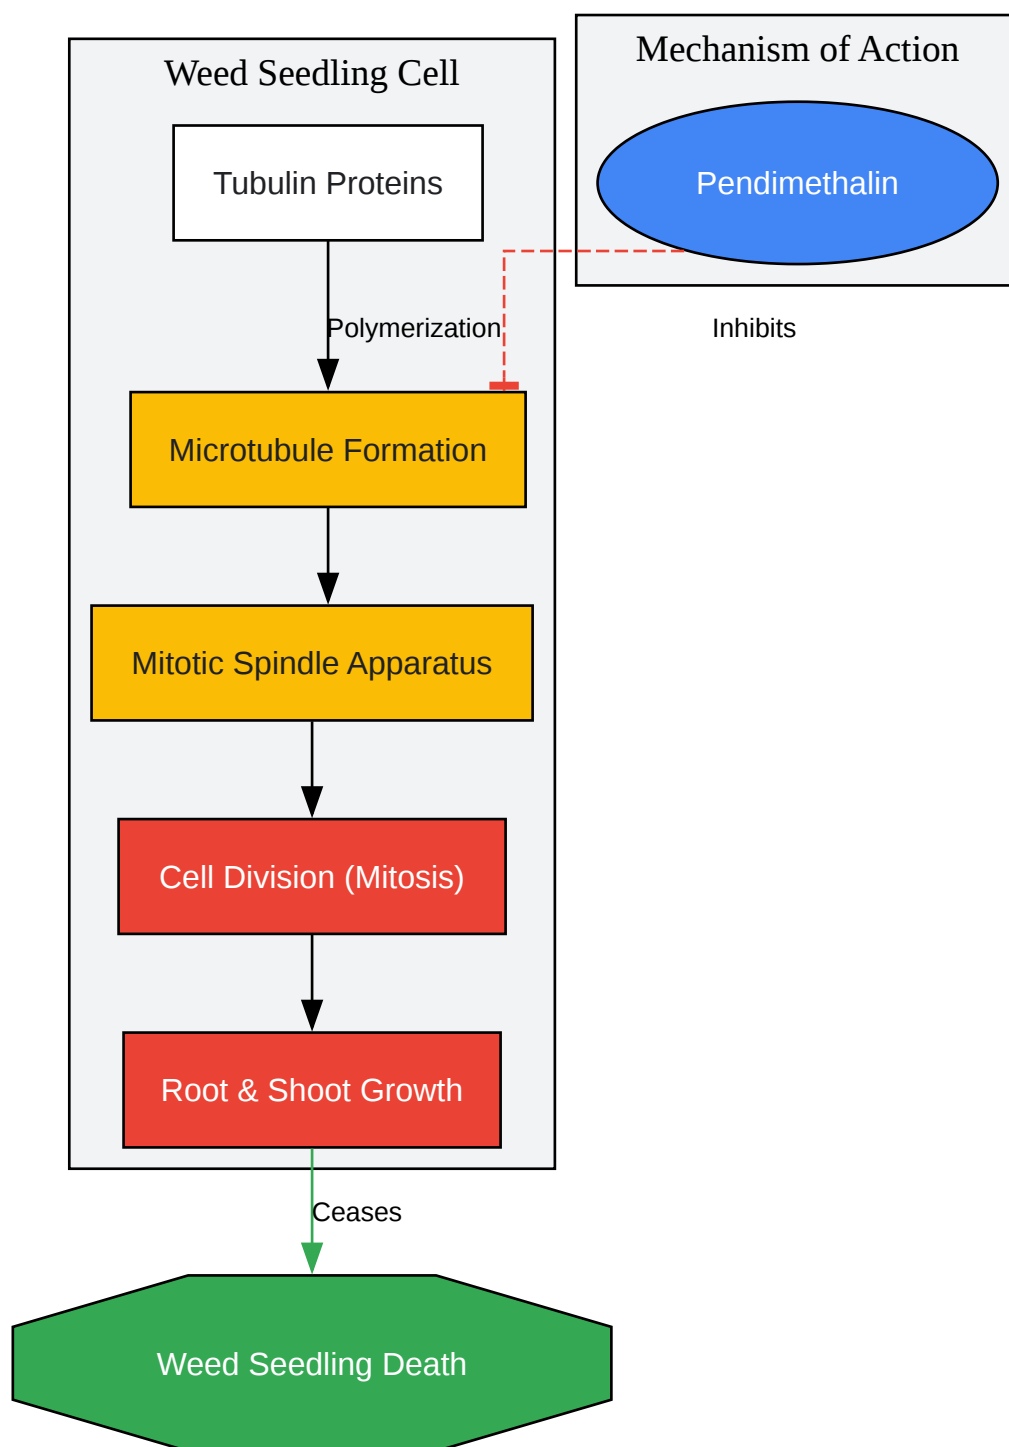 Mechanism of Action
Weed Seedling Cell
Tubulin Proteins
Pendimethalin
Polymerization
Inhibits
Microtubule Formation
Mitotic Spindle Apparatus
Cell Division (Mitosis)
Root & Shoot Growth
Ceases
Weed Seedling Death